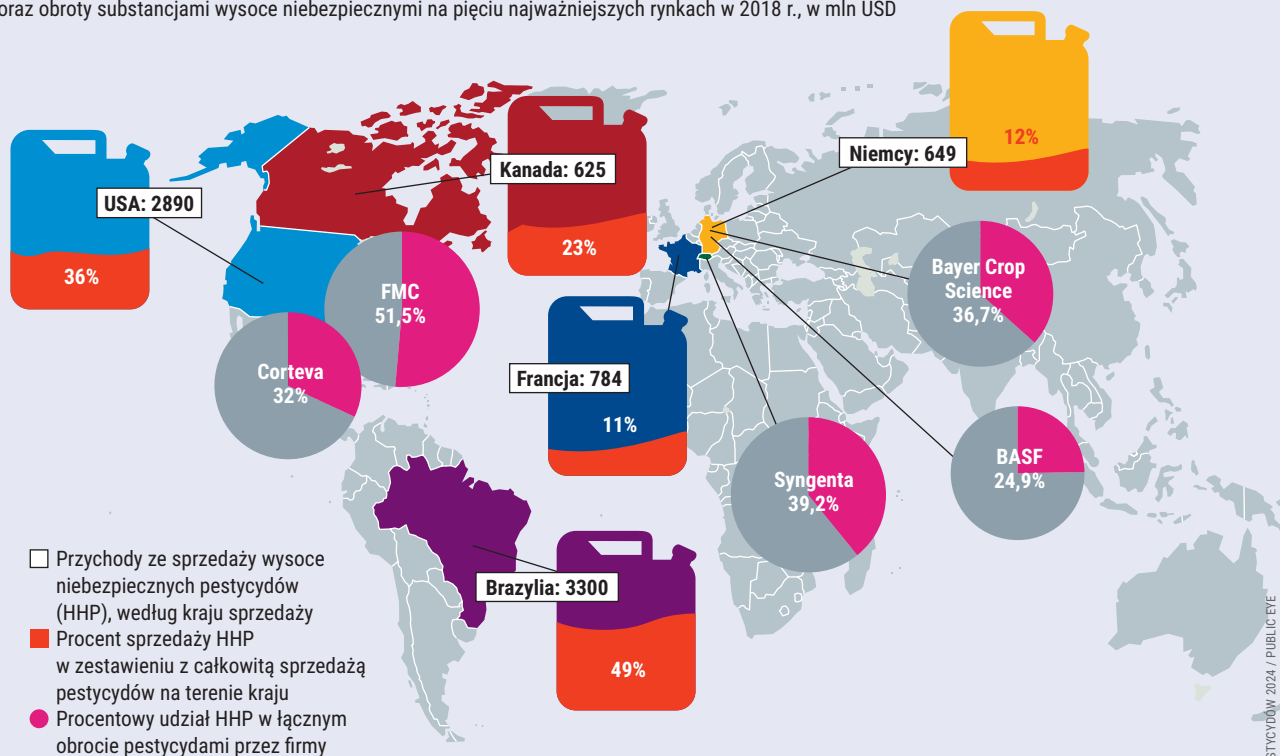 oraz obroty substancjami wysoce niebezpiecznymi na pięciu najważniejszych rynkach w 2018 r., w mln USD
12%
Niemcy: 649
Kanada: 625
USA: 2890
23%
36%
Bayer Crop
Science
36,7%
FMC
51,5%
Corteva
32%
Francja: 784
11%
BASF
24,9%
Syngenta
39,2%
Brazylia: 3300
49%
Przychody ze sprzedaży wysoce
niebezpiecznych pestycydów
(HHP), według kraju sprzedaży
Procent sprzedaży HHP
w zestawieniu z całkowitą sprzedażą
pestycydów na terenie kraju
Procentowy udział HHP w łącznym
obrocie pestycydami przez firmy
2024 / PUBLIC EYE